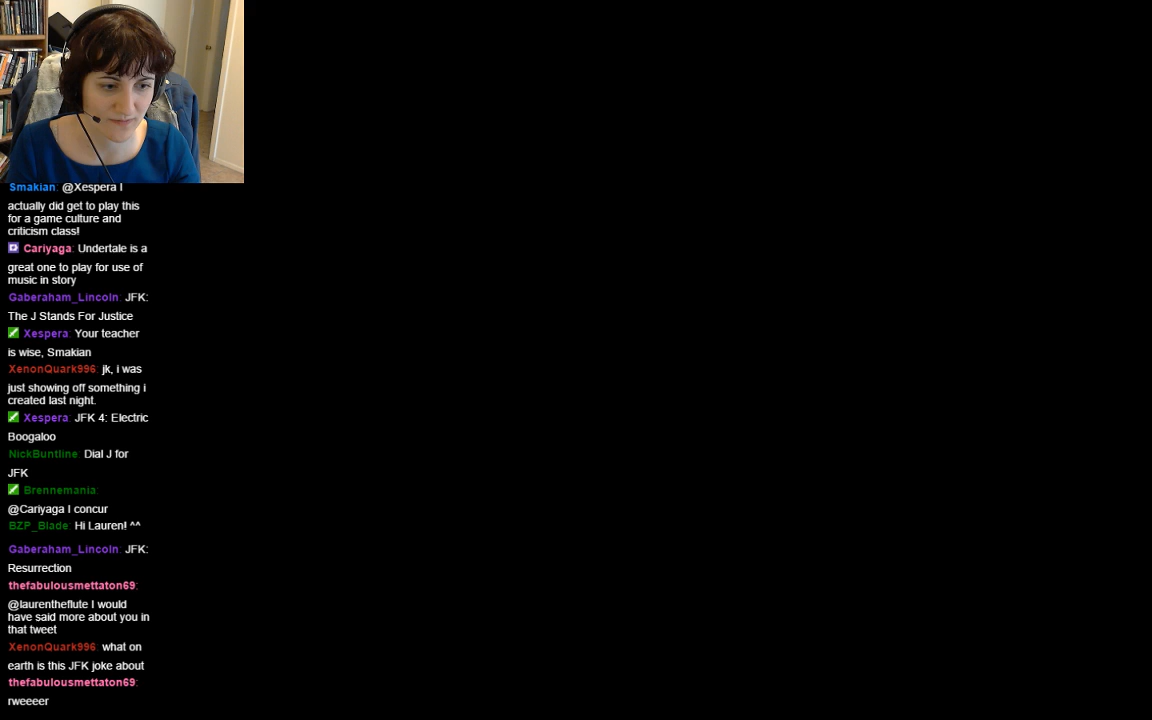 Smakian: @Xespera I
actually did get to play this
for a game culture and
criticism class!
Cariyaga: Undertale is a
great one to play for use of
music in story
Gaberaham_Lincoln: JFK:
The J Stands For Justice
Xespera: Your teacher
is wise, Smakian
XenonQuark996: jk, i was
just showing off something i
created last night.
Xespera: JFK 4: Electric
Boogaloo
NickBuntline: Dial J for
JFK
Brennemania:
@Cariyaga I concur
BZP_Blade: Hi Lauren! ^^
Gaberaham_Lincoln: JFK:
Resurrection
thefabulousmettaton69:
@laurentheflute I would
have said more about you in
that tweet
XenonQuark996: what on
earth is this JFK joke about
thefabulousmettaton69:
rweeeer